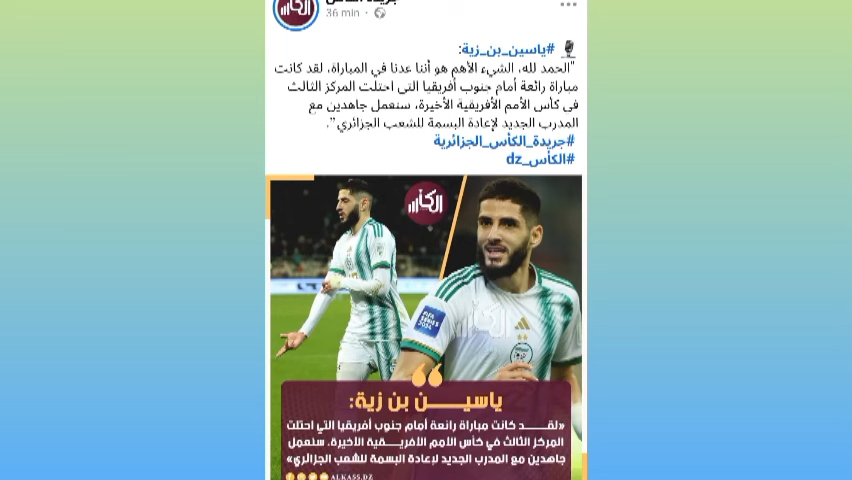 36 min
#ياسين_بن_زية:
"الحمد لله، الشيء الأهم هو أننا عدنا في المباراة، لقد كانت
مباراة رائعة أمام جنوب أفريقيا التي احتلت المركز الثالث
في كأس الأمم الأفريقية الأخيرة، سنعمل جاهدين مع
المدرب الجديد لإعادة البسمة للشعب الجزائري".
#جريدة_الكأس_الجزائرية
#الكأس_dz
الكأس
FIFA
SERIES
2024
ياسين بن زية:
«لقد كانت مباراة رائعة أمام جنوب أفريقيا التي احتلت
المركز الثالث في كأس الأمم الأفريقية الأخيرة. سنعمل
جاهدين مع المدرب الجديد لإعادة البسمة للشعب الجزائري»
ALKASS.DZ